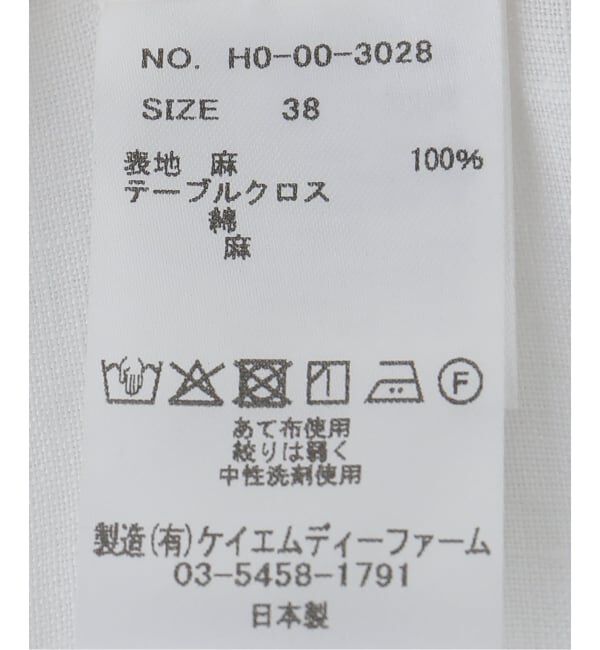 NO. H0-00-3028
SIZE 38
表地 麻 100%
テーブルクロス
綿
麻
F
あて布使用
絞りは弱く
中性洗剤使用
製造(有)ケイエムディーファーム
03-5458-1791
日本製